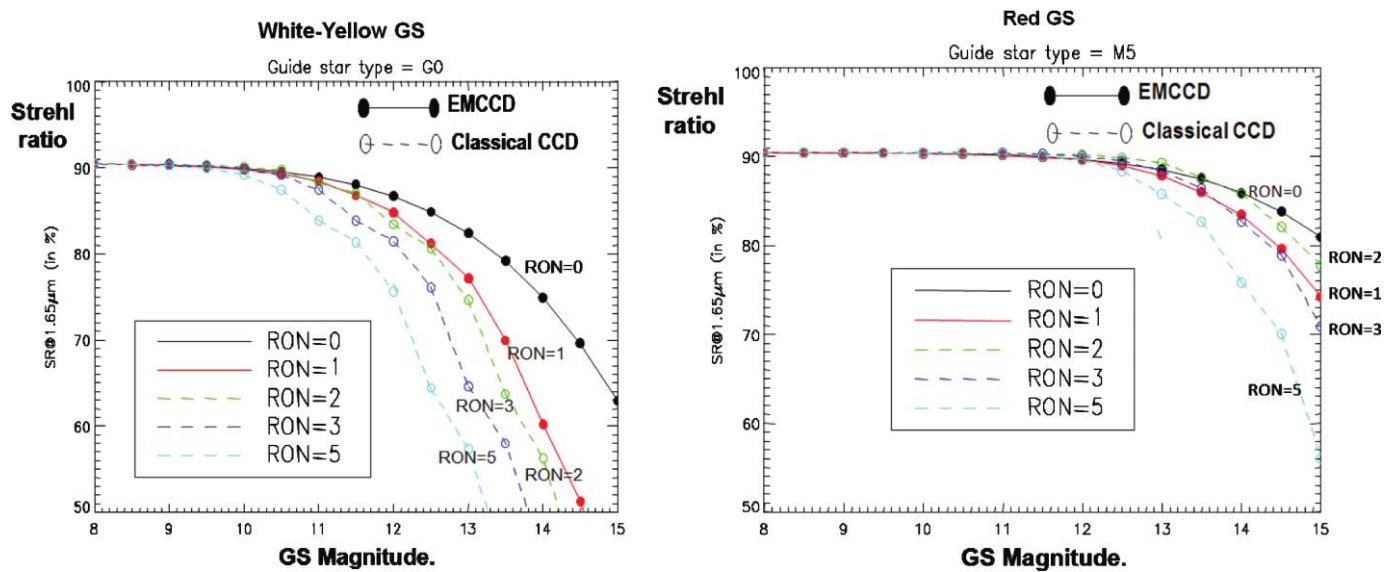 White-Yellow GS
Guide star type = G0
Strehl
ratio
EMCCD
Classical CCD
SR@1.65μm (in %)
100
90
80
70
60
50
RON=0
RON=1
RON=3
RON=5
RON=2
RON=0
RON=1
RON=2
RON=3
RON=5
8 9 10 11 12 13 14 15
GS Magnitude.
Red GS
Guide star type = M5
Strehl
ratio
EMCCD
Classical CCD
SR@1.65μm (in %)
100
90
80
70
60
50
RON=0
RON=2
RON=1
RON=3
RON=5
RON=0
RON=1
RON=2
RON=3
RON=5
8 9 10 11 12 13 14 15
GS Magnitude.